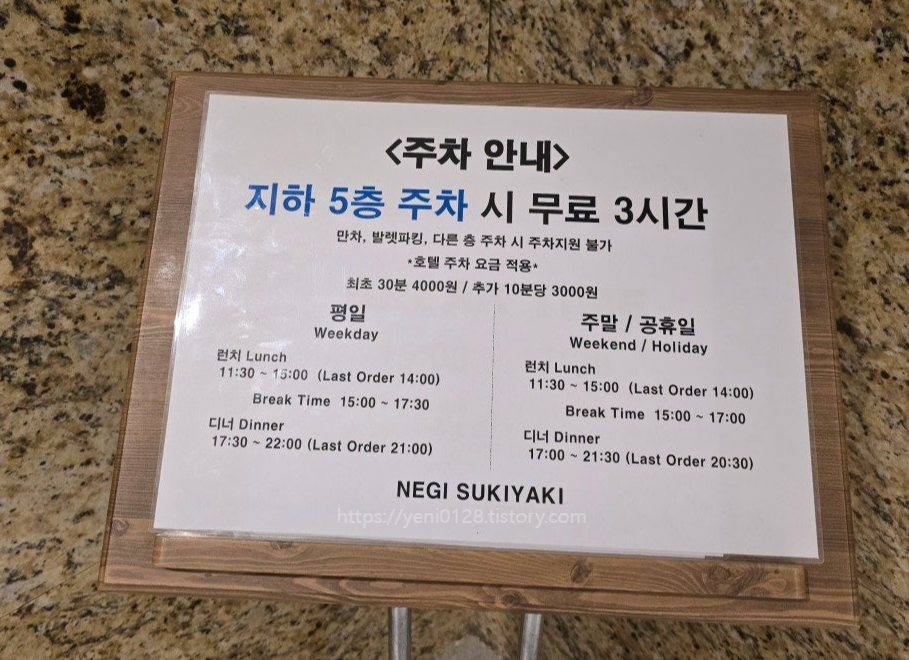 <주차 안내>
지하 5층 주차 시 무료 3시간
만차, 발렛파킹, 다른 층 주차 시 주차지원 불가
*호텔 주차 요금 적용*
최초 30분 4000원 / 추가 10분당 3000원
평일
Weekday
런치 Lunch
11:30 ~ 15:00 (Last Order 14:00)
Break Time 15:00 ~ 17:30
디너 Dinner
17:30 ~ 22:00 (Last Order 21:00)
주말 / 공휴일
Weekend / Holiday
런치 Lunch
11:30 ~ 15:00 (Last Order 14:00)
Break Time 15:00 ~ 17:00
디너 Dinner
17:00 ~ 21:30 (Last Order 20:30)
NEGI SUKIYAKI
https://yeni0128.tistory.com